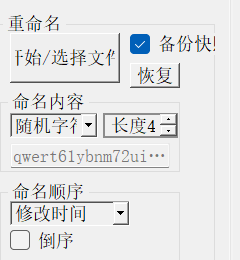 重命名
开始/选择文件
备份快
恢复
命名内容
随机字符
长度4
qwert61ybnm72ui…
命名顺序
修改时间
倒序